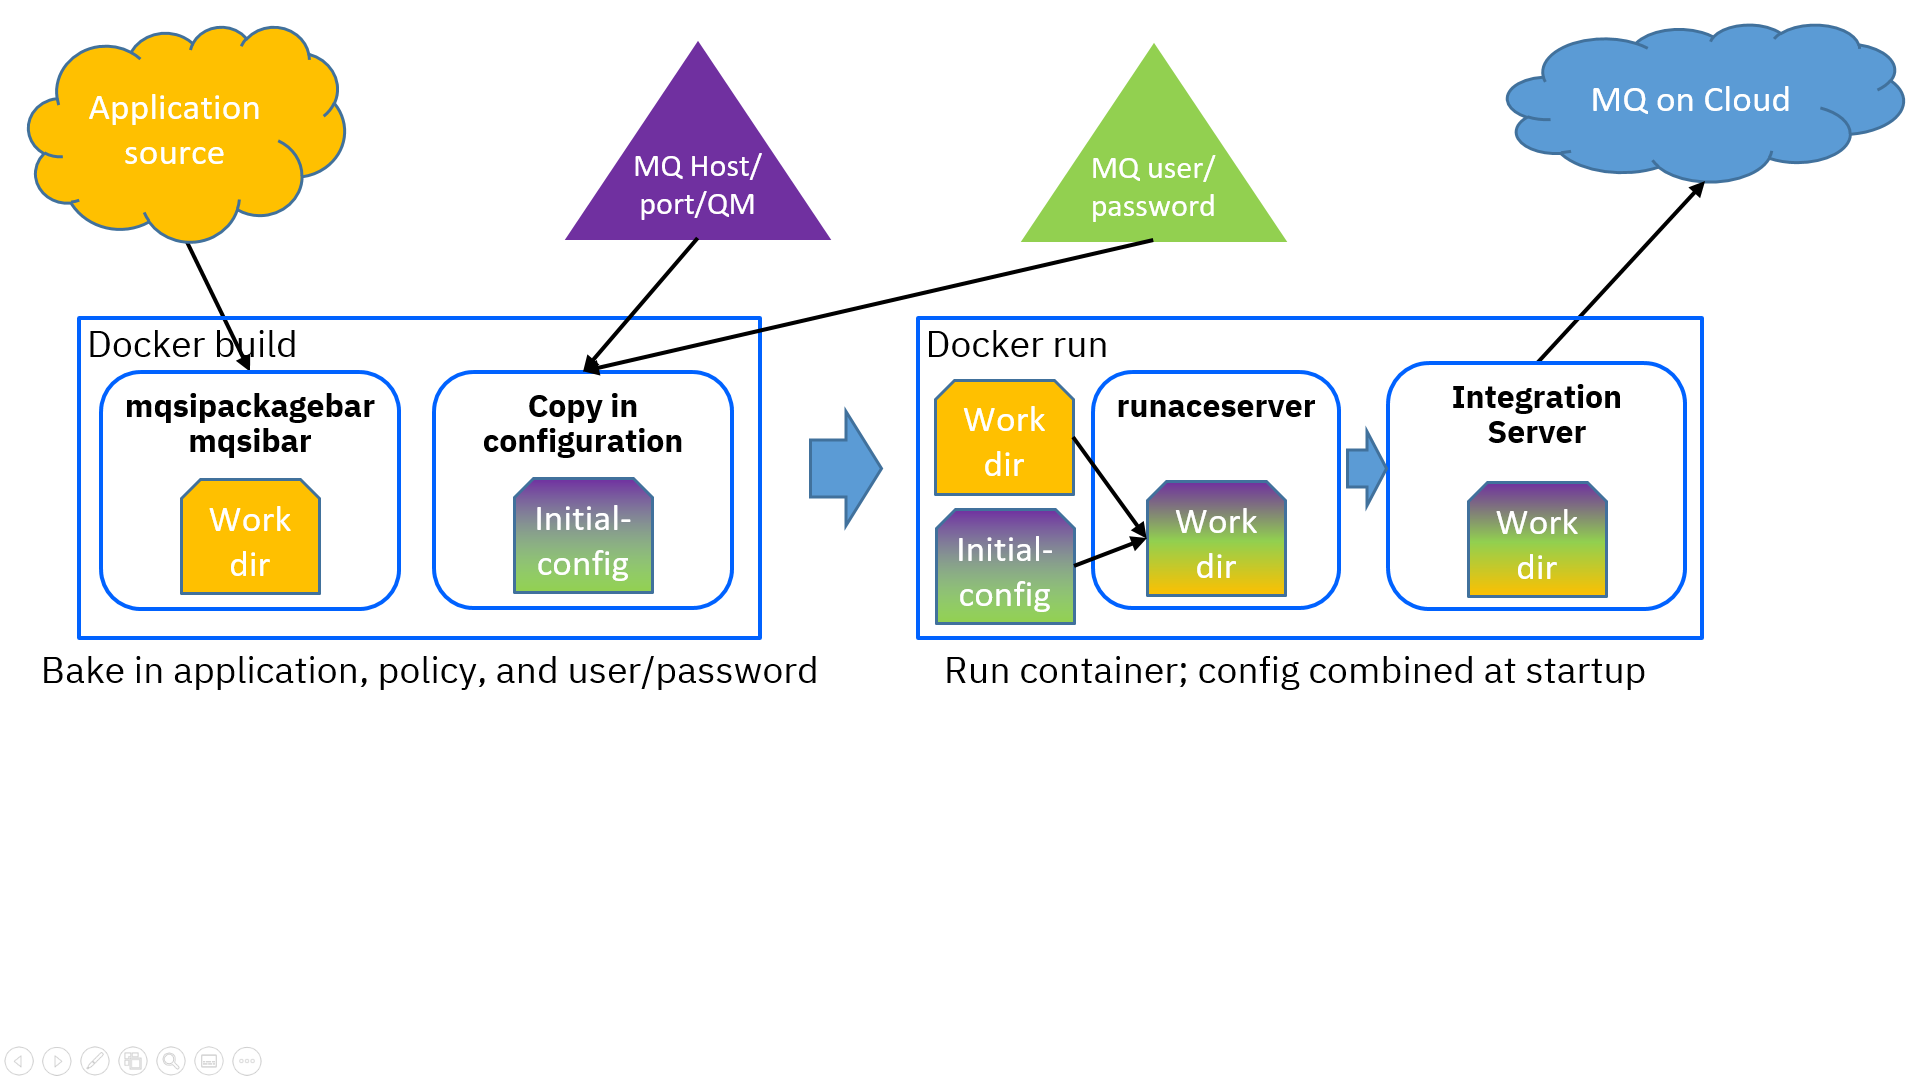 Application
source
MQ Host/
port/QM
MQ user/
password
MQ on Cloud
Docker build
mqsipackagebar
mqsibar
Work
dir
Copy in
configuration
Initial-
config
Bake in application, policy, and user/password
Docker run
Work
dir
Initial-
config
runaceserver
Work
dir
Integration
Server
Work
dir
Run container; config combined at startup